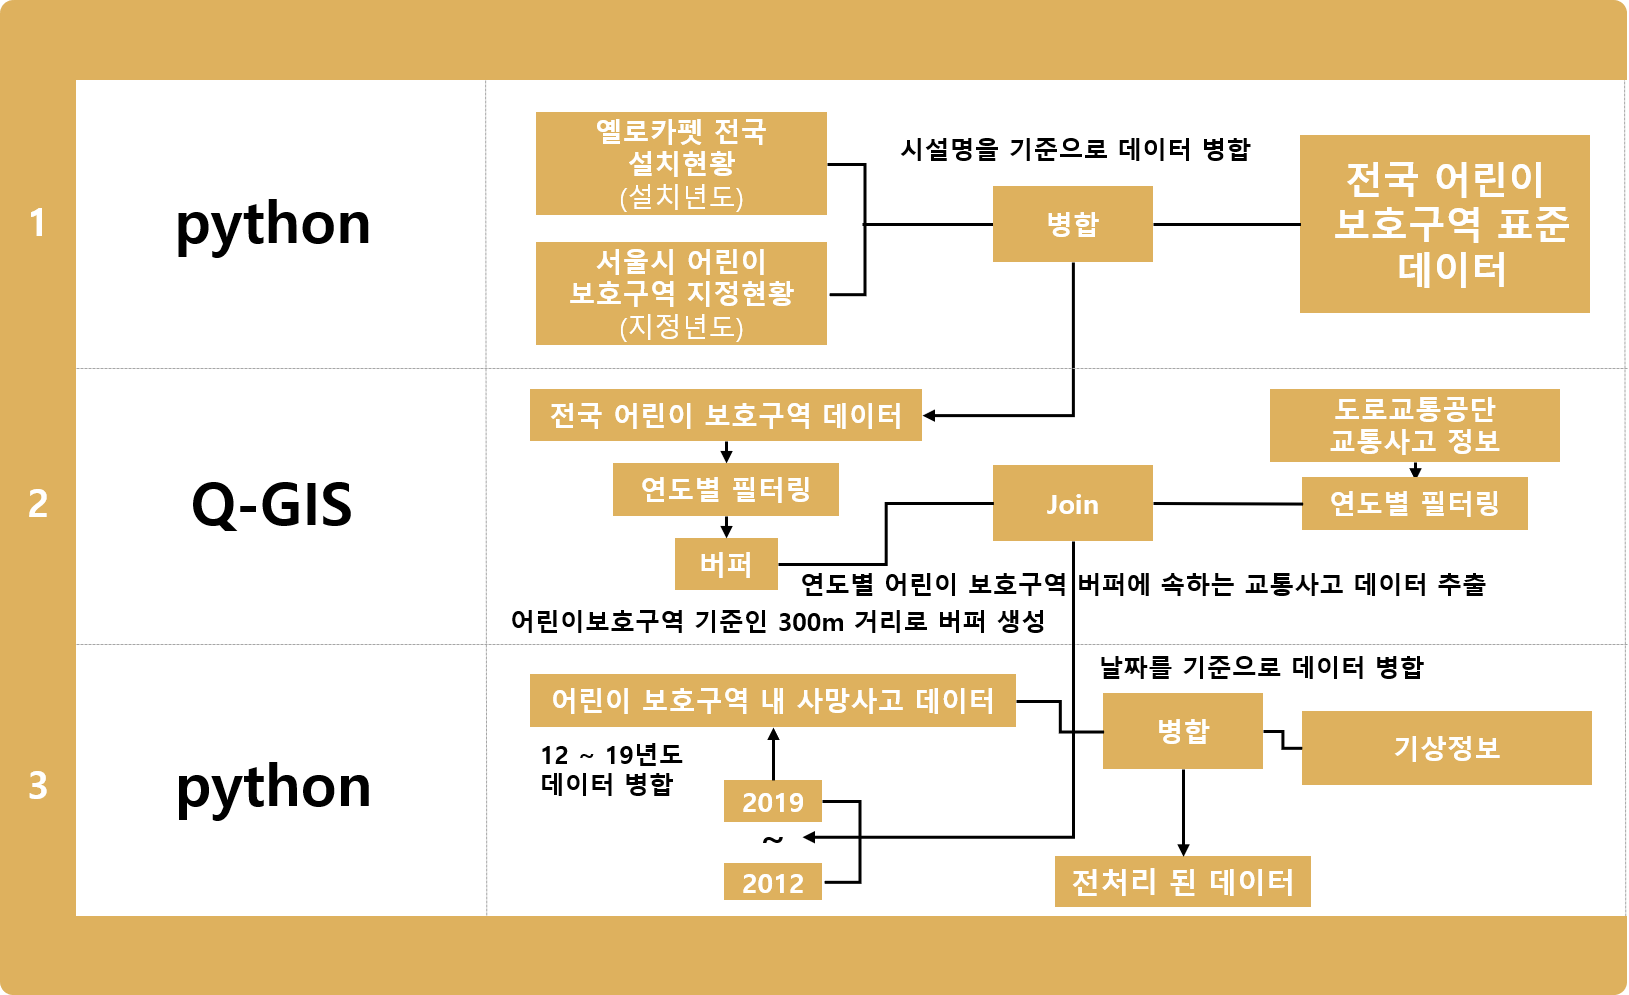 1
python
옐로카펫 전국
설치현황
(설치년도)
서울시 어린이
보호구역 지정현황
(지정년도)
시설명을 기준으로 데이터 병합
병합
전국 어린이
보호구역 표준
데이터
2
Q-GIS
전국 어린이 보호구역 데이터
연도별 필터링
버퍼
어린이보호구역 기준인 300m 거리로 버퍼 생성
Join
연도별 어린이 보호구역 버퍼에 속하는 교통사고 데이터 추출
도로교통공단
교통사고 정보
연도별 필터링
3
python
어린이 보호구역 내 사망사고 데이터
12 ~ 19년도
데이터 병합
2019
~
2012
날짜를 기준으로 데이터 병합
병합
기상정보
전처리 된 데이터